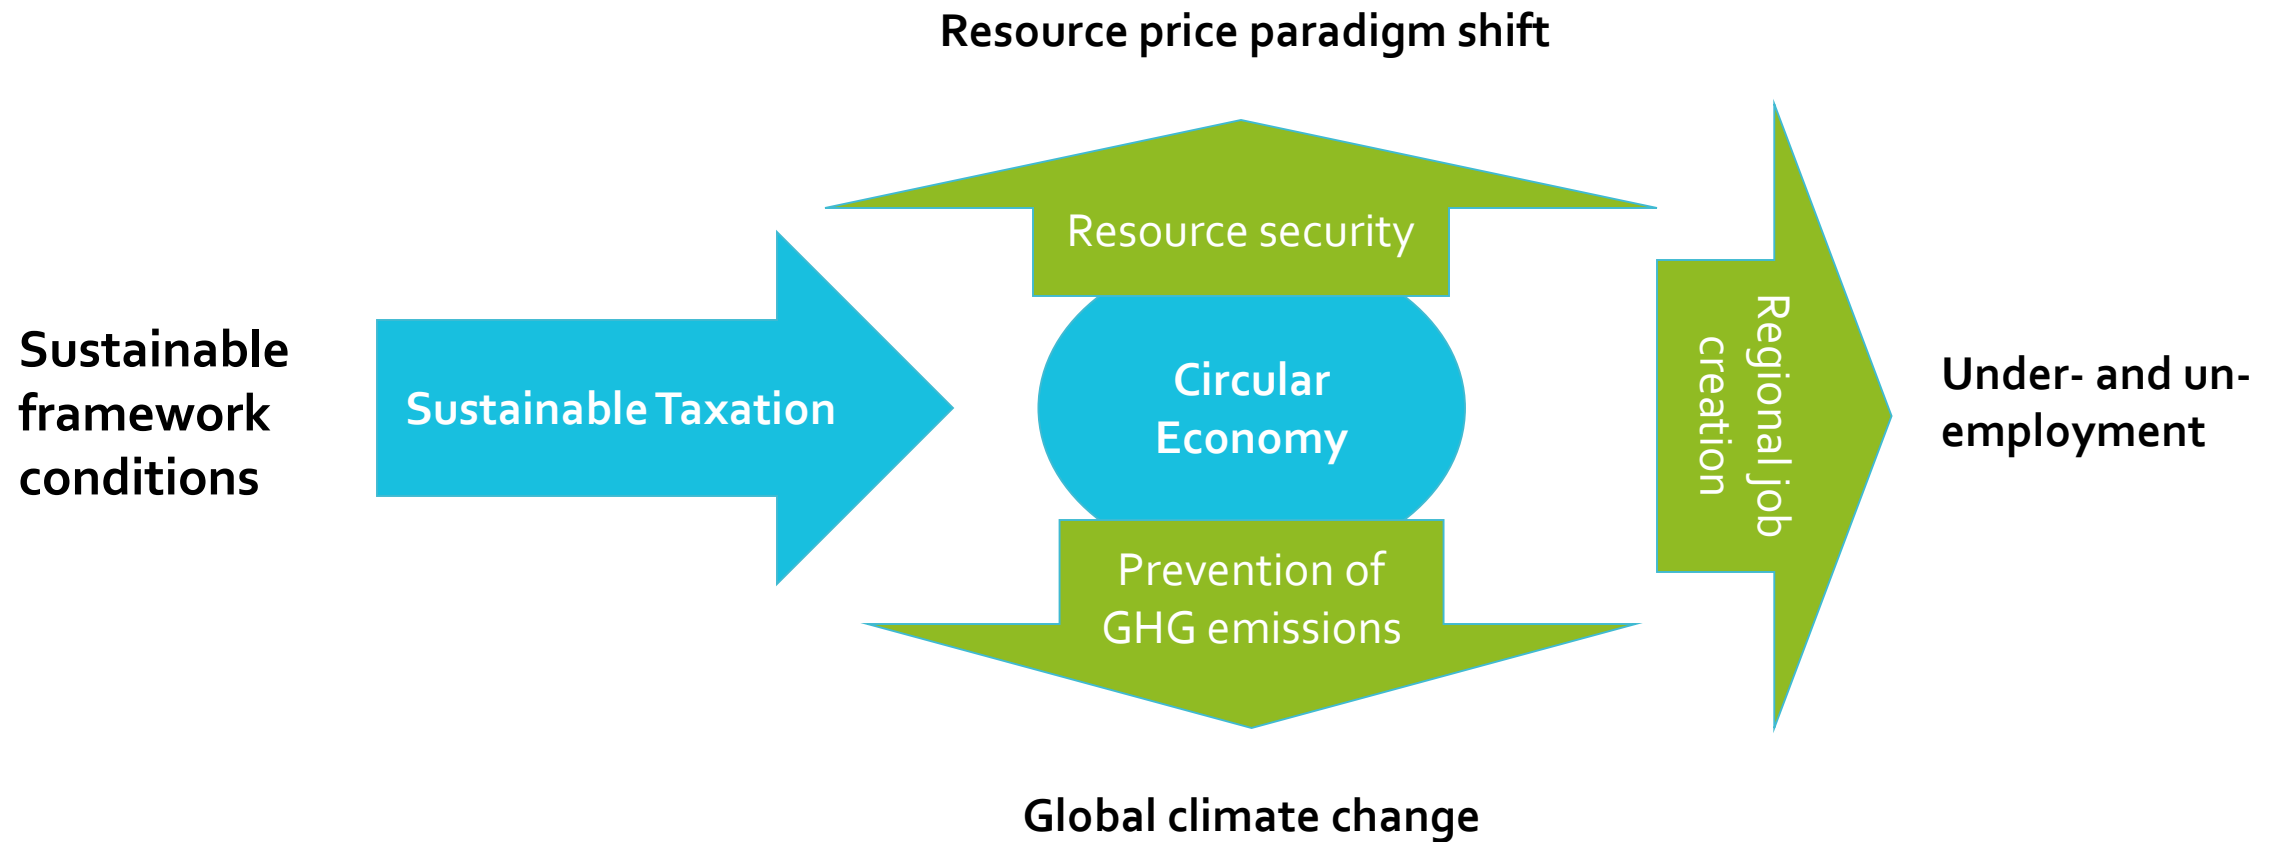 Resource price paradigm shift
Resource security
Sustainable
framework
conditions
Sustainable Taxation
Circular
Economy
Regional job
creation
Under- and un-
employment
Prevention of
GHG emissions
Global climate change